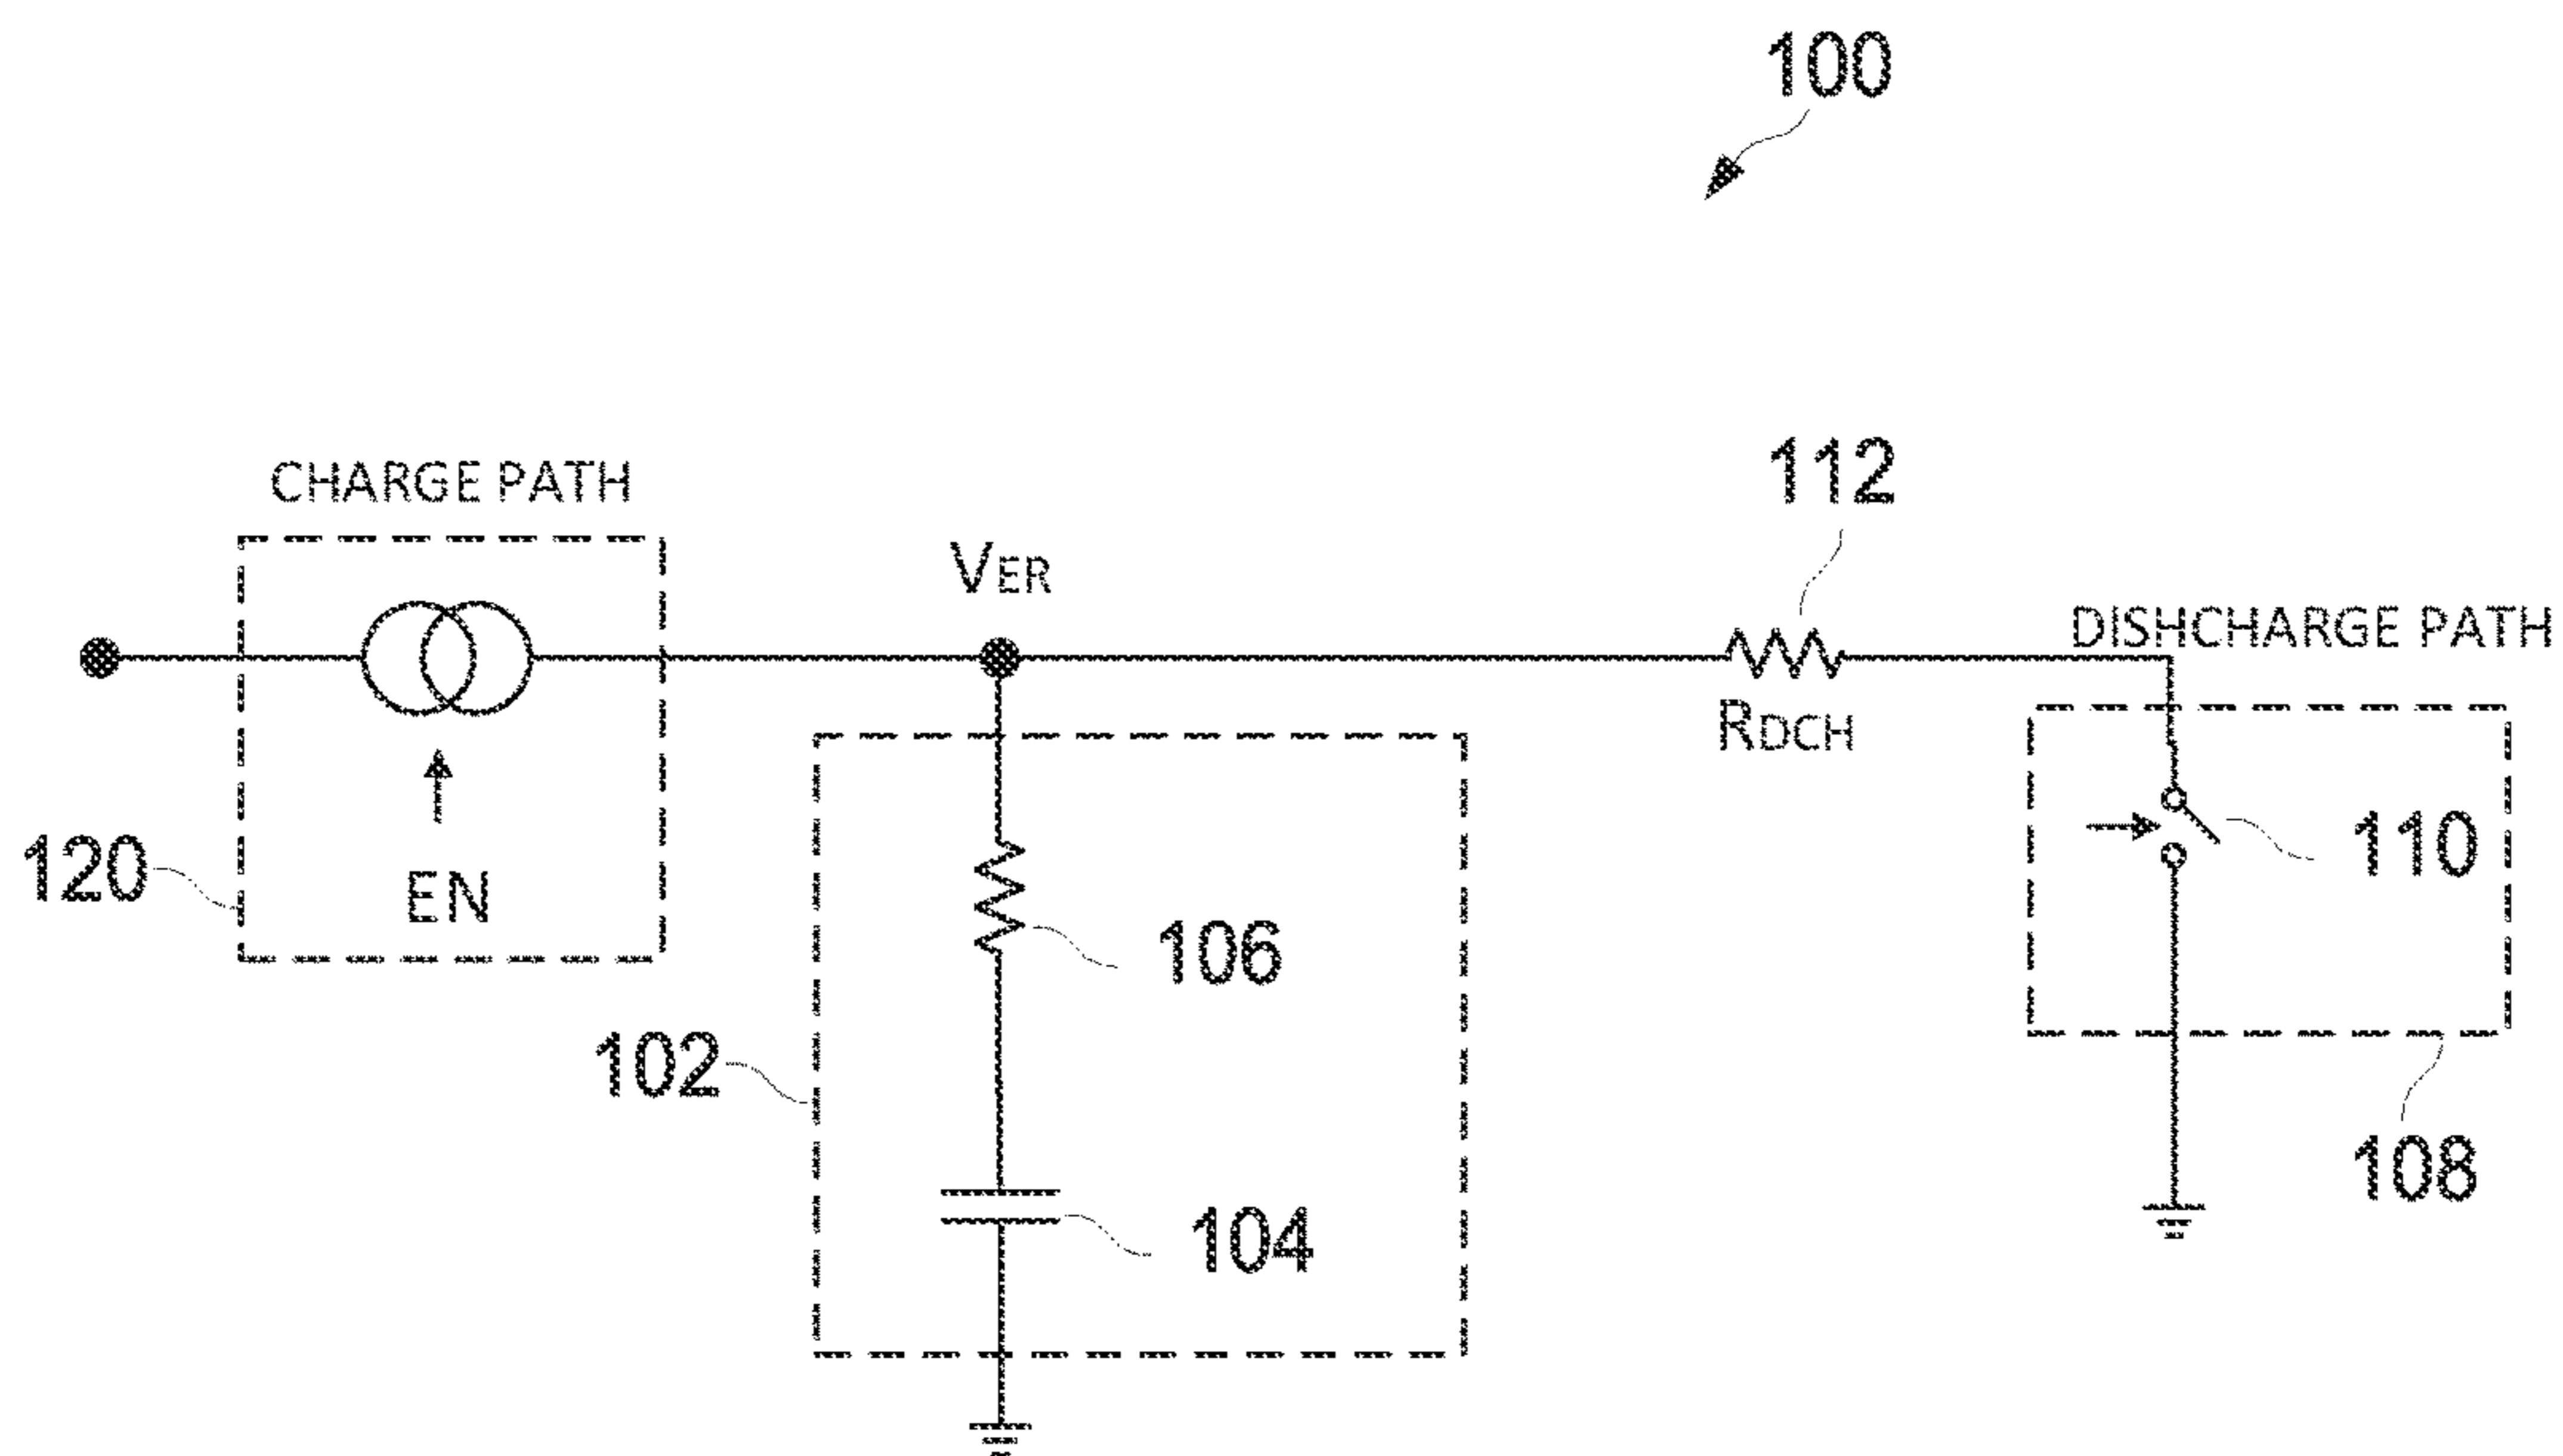 100
112
CHARGE PATH
VER
DISHCHARGE PATH
RDCH
120
EN
110
106
102
108
104